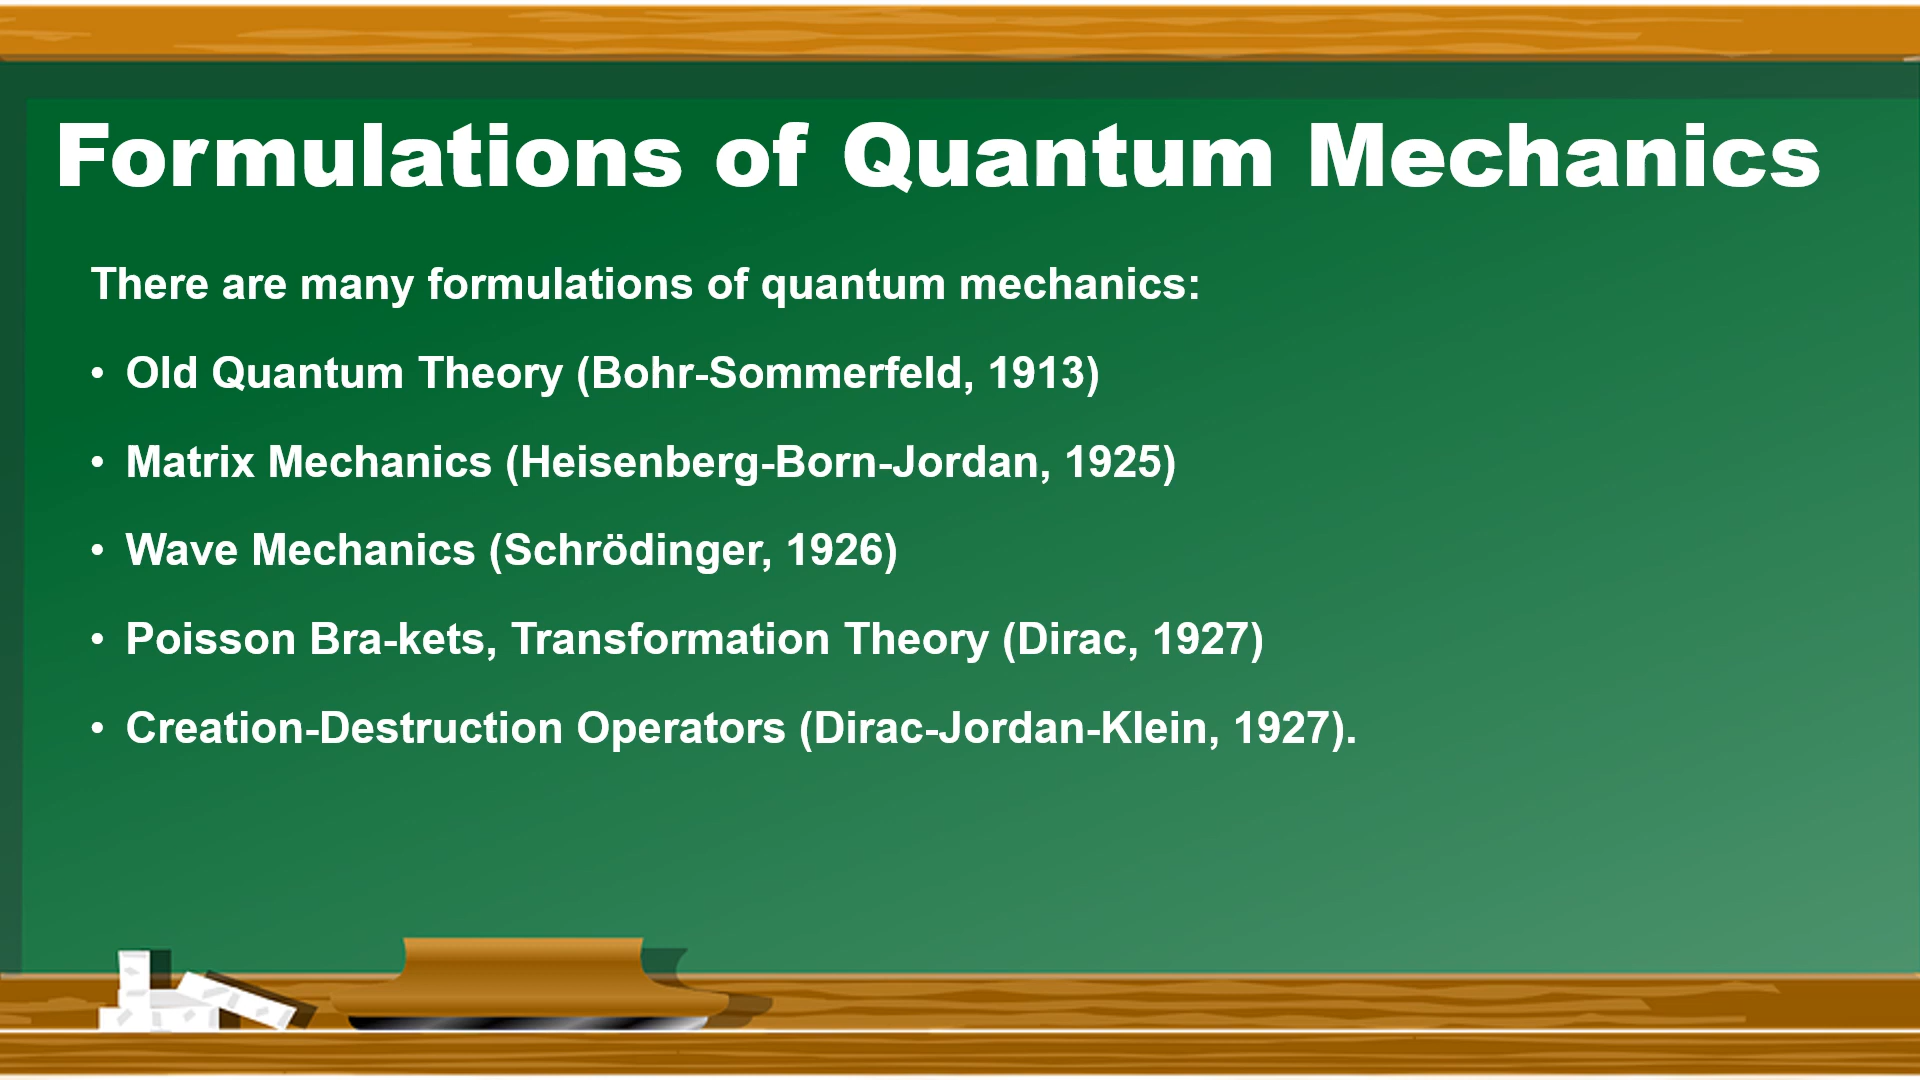 Formulations of Quantum Mechanics
There are many formulations of quantum mechanics:
• Old Quantum Theory (Bohr-Sommerfeld, 1913)
• Matrix Mechanics (Heisenberg-Born-Jordan, 1925)
• Wave Mechanics (Schrödinger, 1926)
• Poisson Bra-kets, Transformation Theory (Dirac, 1927)
• Creation-Destruction Operators (Dirac-Jordan-Klein, 1927).